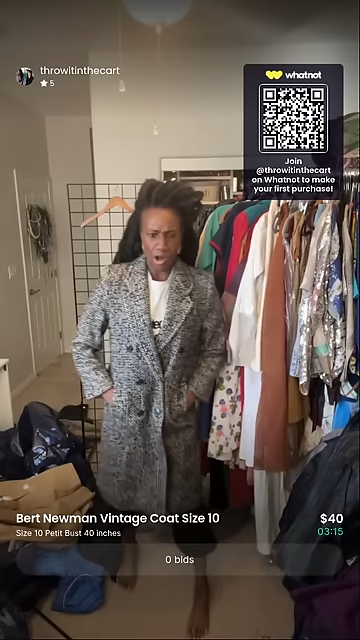 throwitinthecart
★ 5
whatnot
Join
@throwitinthecart
on Whatnot to make
your first purchase!
Bert Newman Vintage Coat Size 10
$40
Size 10 Petit Bust 40 inches
03:15
0 bids